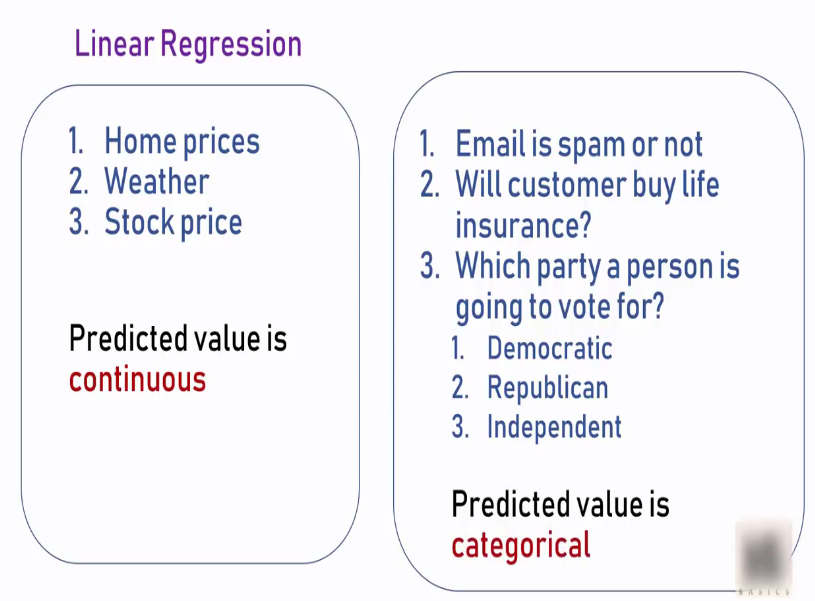 Linear Regression
1. Home prices
2. Weather
3. Stock price
Predicted value is
continuous
1. Email is spam or not
2. Will customer buy life
insurance?
3. Which party a person is
going to vote for?
1. Democratic
2. Republican
3. Independent
Predicted value is
categorical
BASICS